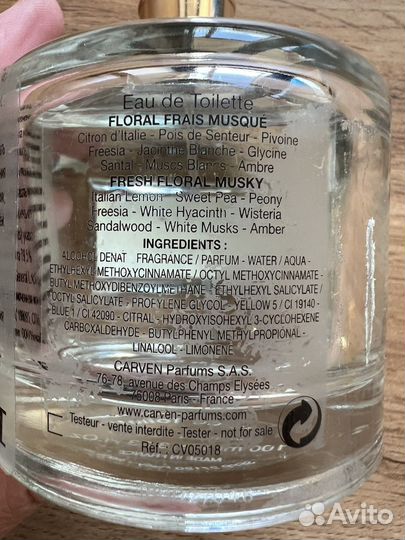 Eau de Toilette
FLORAL FRAIS MUSQUÉ
Citron d'Italie - Pois de Senteur - Pivoine
Freesia - Jacinthe Blanche - Glycine
Santal - Muscs Blancs - Ambre
FRESH FLORAL MUSKY
Italian Lemon - Sweet Pea - Peony
Freesia - White Hyacinth - Wisteria
Sandalwood - White Musks - Amber
INGREDIENTS :
ALCOHOL DENAT FRAGRANCE / PARFUM - WATER / AQUA -
ETHYLHEXYL METHOXYCINNAMATE / OCTYL METHOXYCINNAMATE -
BUTYL METHOXYDIBENZOYLMETHANE - ETHYLHEXYL SALICYLATE /
OCTYL SALICYLATE - PROPYLENE GLYCOL - YELLOW 5 / CI 19140 -
BLUE 1 / CI 42090 - CITRAL - HYDROXYISOHEXYL 3-CYCLOHEXENE
CARBOXALDEHYDE - BUTYLPHENYL METHYLPROPIONAL -
LINALOOL - LIMONENE
CARVEN Parfums S.A.S.
76-78, avenue des Champs Elysées
75008 Paris - France
www.carven-parfums.com
Testeur - vente interdite - Tester - not for sale
Réf. : CV05018
Avito